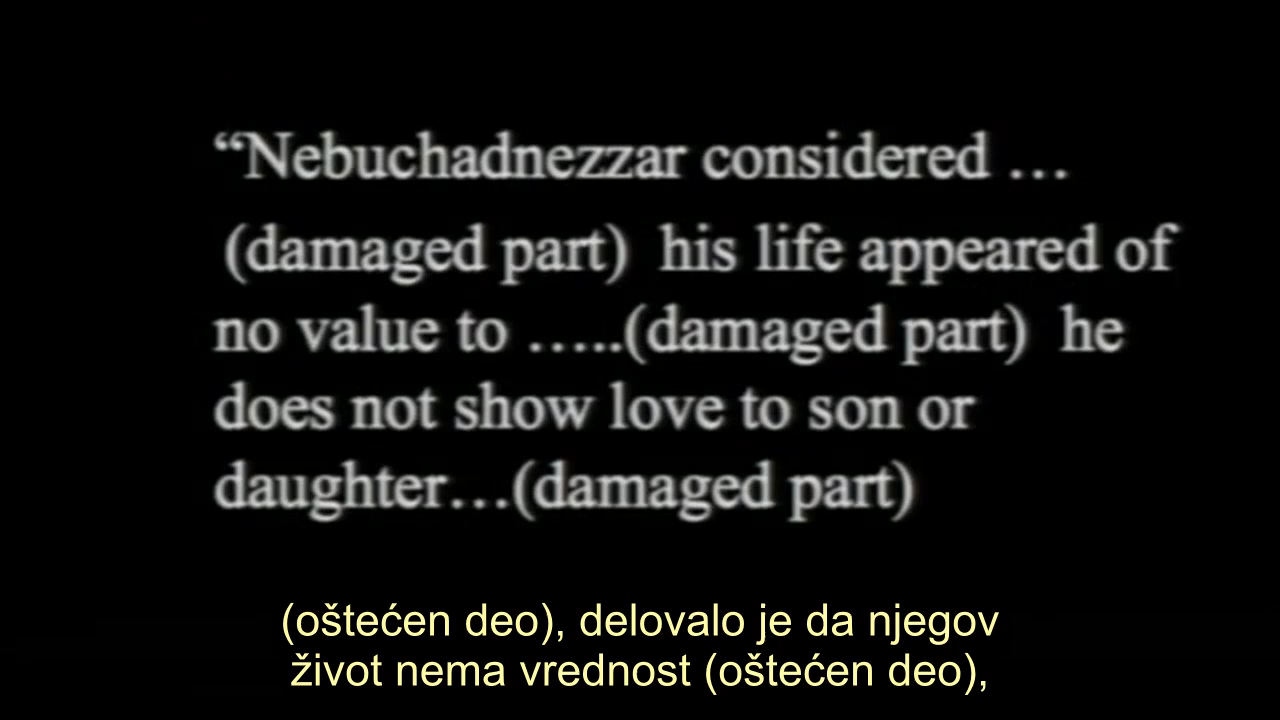 “Nebuchadnezzar considered …
(damaged part) his life appeared of
no value to …..(damaged part) he
does not show love to son or
daughter…(damaged part)
(oštećen deo), delovalo je da njegov
život nema vrednost (oštećen deo),